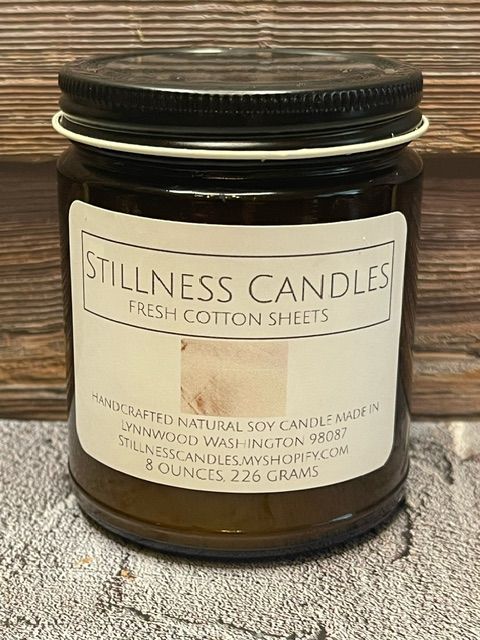 STILLNESS CANDLES
FRESH COTTON SHEETS
HANDCRAFTED NATURAL SOY CANDLE MADE IN
LYNNWOOD WASHINGTON 98087
STILLNESSCANDLES.MYSHOPIFY.COM
8 OUNCES, 226 GRAMS